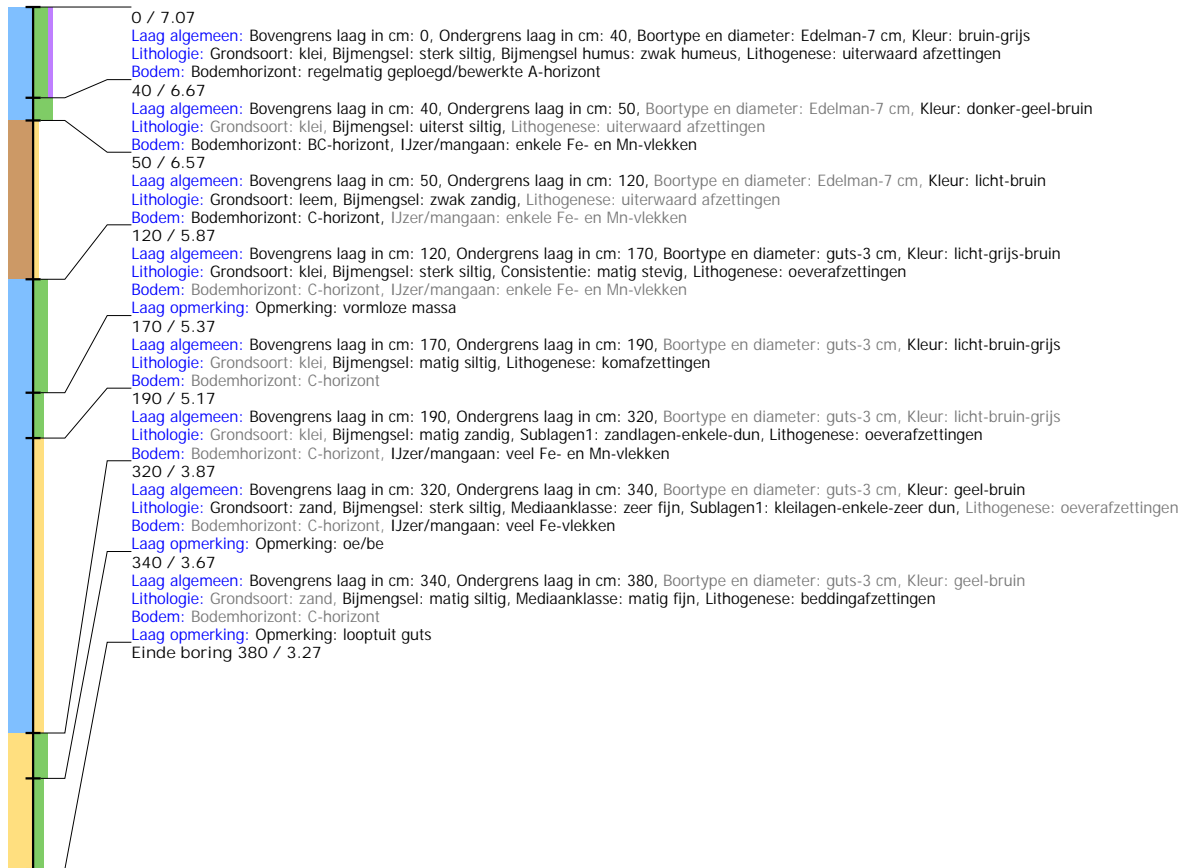 0 / 7.07
Laag algemeen: Bovengrens laag in cm: 0, Ondergrens laag in cm: 40, Boortype en diameter: Edelman-7 cm, Kleur: bruin-grijs
Lithologie: Grondsoort: klei, Bijmengsel: sterk siltig, Bijmengsel humus: zwak humeus, Lithogenese: uiterwaard afzettingen
Bodem: Bodemhorizont: regelmatig geploegd/bewerkte A-horizont
40 / 6.67
Laag algemeen: Bovengrens laag in cm: 40, Ondergrens laag in cm: 50, Boortype en diameter: Edelman-7 cm, Kleur: donker-geel-bruin
Lithologie: Grondsoort: klei, Bijmengsel: uiterst siltig, Lithogenese: uiterwaard afzettingen
Bodem: Bodemhorizont: BC-horizont, IJzer/mangaan: enkele Fe- en Mn-vlekken
50 / 6.57
Laag algemeen: Bovengrens laag in cm: 50, Ondergrens laag in cm: 120, Boortype en diameter: Edelman-7 cm, Kleur: licht-bruin
Lithologie: Grondsoort: leem, Bijmengsel: zwak zandig, Lithogenese: uiterwaard afzettingen
Bodem: Bodemhorizont: C-horizont, IJzer/mangaan: enkele Fe- en Mn-vlekken
120 / 5.87
Laag algemeen: Bovengrens laag in cm: 120, Ondergrens laag in cm: 170, Boortype en diameter: guts-3 cm, Kleur: licht-grijs-bruin
Lithologie: Grondsoort: klei, Bijmengsel: sterk siltig, Consistentie: matig stevig, Lithogenese: oeverafzettingen
Bodem: Bodemhorizont: C-horizont, IJzer/mangaan: enkele Fe- en Mn-vlekken
Laag opmerking: Opmerking: vormloze massa
170 / 5.37
Laag algemeen: Bovengrens laag in cm: 170, Ondergrens laag in cm: 190, Boortype en diameter: guts-3 cm, Kleur: licht-bruin-grijs
Lithologie: Grondsoort: klei, Bijmengsel: matig siltig, Lithogenese: komafzettingen
Bodem: Bodemhorizont: C-horizont
190 / 5.17
Laag algemeen: Bovengrens laag in cm: 190, Ondergrens laag in cm: 320, Boortype en diameter: guts-3 cm, Kleur: licht-bruin-grijs
Lithologie: Grondsoort: klei, Bijmengsel: matig zandig, Sublagen1: zandlagen-enkele-dun, Lithogenese: oeverafzettingen
Bodem: Bodemhorizont: C-horizont, IJzer/mangaan: veel Fe- en Mn-vlekken
320 / 3.87
Laag algemeen: Bovengrens laag in cm: 320, Ondergrens laag in cm: 340, Boortype en diameter: guts-3 cm, Kleur: geel-bruin
Lithologie: Grondsoort: zand, Bijmengsel: sterk siltig, Mediaanklasse: zeer fijn, Sublagen1: kleilagen-enkele-zeer dun, Lithogenese: oeverafzettingen
Bodem: Bodemhorizont: C-horizont, IJzer/mangaan: veel Fe-vlekken
Laag opmerking: Opmerking: oe/be
340 / 3.67
Laag algemeen: Bovengrens laag in cm: 340, Ondergrens laag in cm: 380, Boortype en diameter: guts-3 cm, Kleur: geel-bruin
Lithologie: Grondsoort: zand, Bijmengsel: matig siltig, Mediaanklasse: matig fijn, Lithogenese: beddingafzettingen
Bodem: Bodemhorizont: C-horizont
Laag opmerking: Opmerking: looptuit guts
Einde boring 380 / 3.27